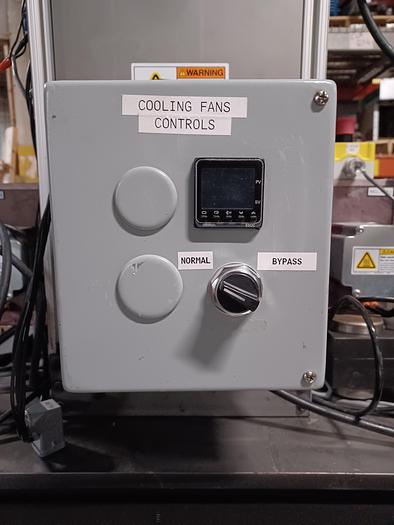 WARNING
COOLING FANS
CONTROLS
PV
SV
NORMAL
BYPASS